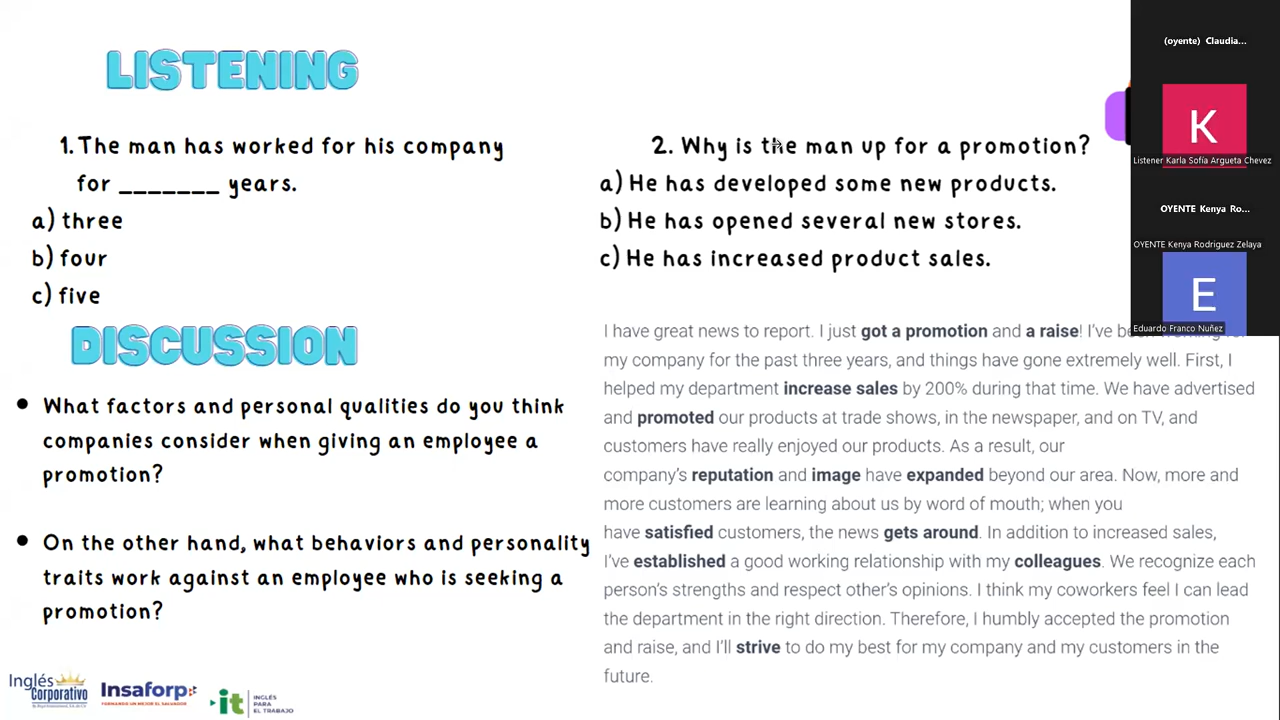 LISTENING
1. The man has worked for his company
for _______ years.
a) three
b) four
c) five
2. Why is the man up for a promotion?
a) He has developed some new products.
b) He has opened several new stores.
c) He has increased product sales.
DISCUSSION
• What factors and personal qualities do you think
companies consider when giving an employee a
promotion?
• On the other hand, what behaviors and personality
traits work against an employee who is seeking a
promotion?
I have great news to report. I just got a promotion and a raise! I've
my company for the past three years, and things have gone extremely well. First, I
helped my department increase sales by 200% during that time. We have advertised
and promoted our products at trade shows, in the newspaper, and on TV, and
customers have really enjoyed our products. As a result, our
company's reputation and image have expanded beyond our area. Now, more and
more customers are learning about us by word of mouth; when you
have satisfied customers, the news gets around. In addition to increased sales,
I've established a good working relationship with my colleagues. We recognize each
person's strengths and respect other's opinions. I think my coworkers feel I can lead
the department in the right direction. Therefore, I humbly accepted the promotion
and raise, and I'll strive to do my best for my company and my customers in the
future.
(oyente) Claudia...
K
Listener Karla Sofía Argueta Chevez
OYENTE Kenya Ro...
OYENTE Kenya Rodriguez Zelaya
E
Eduardo Franco Nuñez
Inglés
Corporativo
Insaforp
FORMANDO UN MEJOR EL SALVADOR
it
INGLÉS
PARA
EL TRABAJO